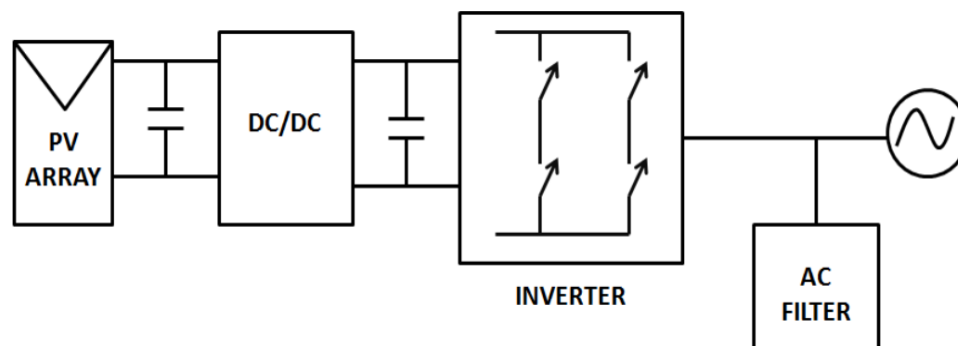 PV
ARRAY
DC/DC
INVERTER
AC
FILTER